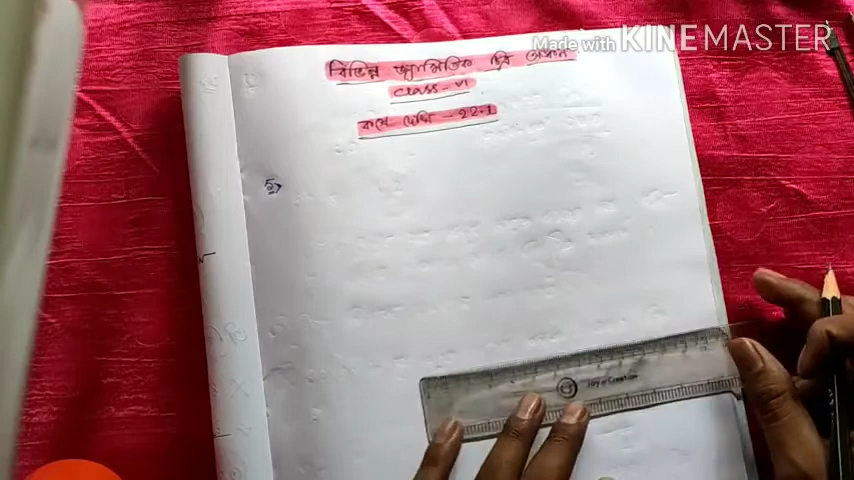 Made with KINEMASTER
বিভিন্ন জ্যামিতিক চিত্র অঙ্কন
Class - VI
কষে দেখি - 22.1